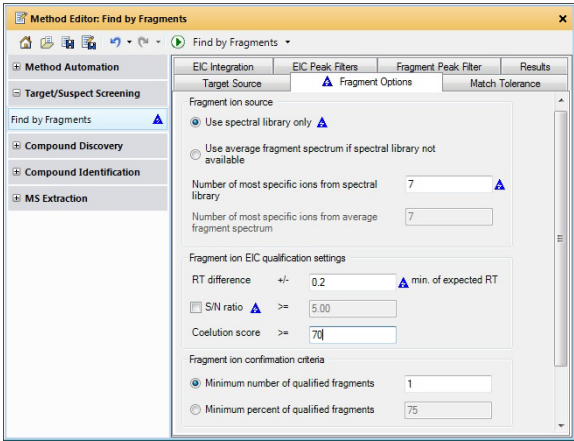 Method Editor: Find by Fragments
Find by Fragments
Method Automation
Target/Suspect Screening
Find by Fragments
Compound Discovery
Compound Identification
MS Extraction
EIC Integration EIC Peak Filters Fragment Peak Filter Results
Target Source Fragment Options Match Tolerance
Fragment ion source
Use spectral library only
Use average fragment spectrum if spectral library not
available
Number of most specific ions from spectral 7
library
Number of most specific ions from average 7
fragment spectrum
Fragment ion EIC qualification settings
RT difference +/- 0.2 min. of expected RT
S/N ratio >= 5.00
Coelution score >= 70
Fragment ion confirmation criteria
Minimum number of qualified fragments 1
Minimum percent of qualified fragments 75